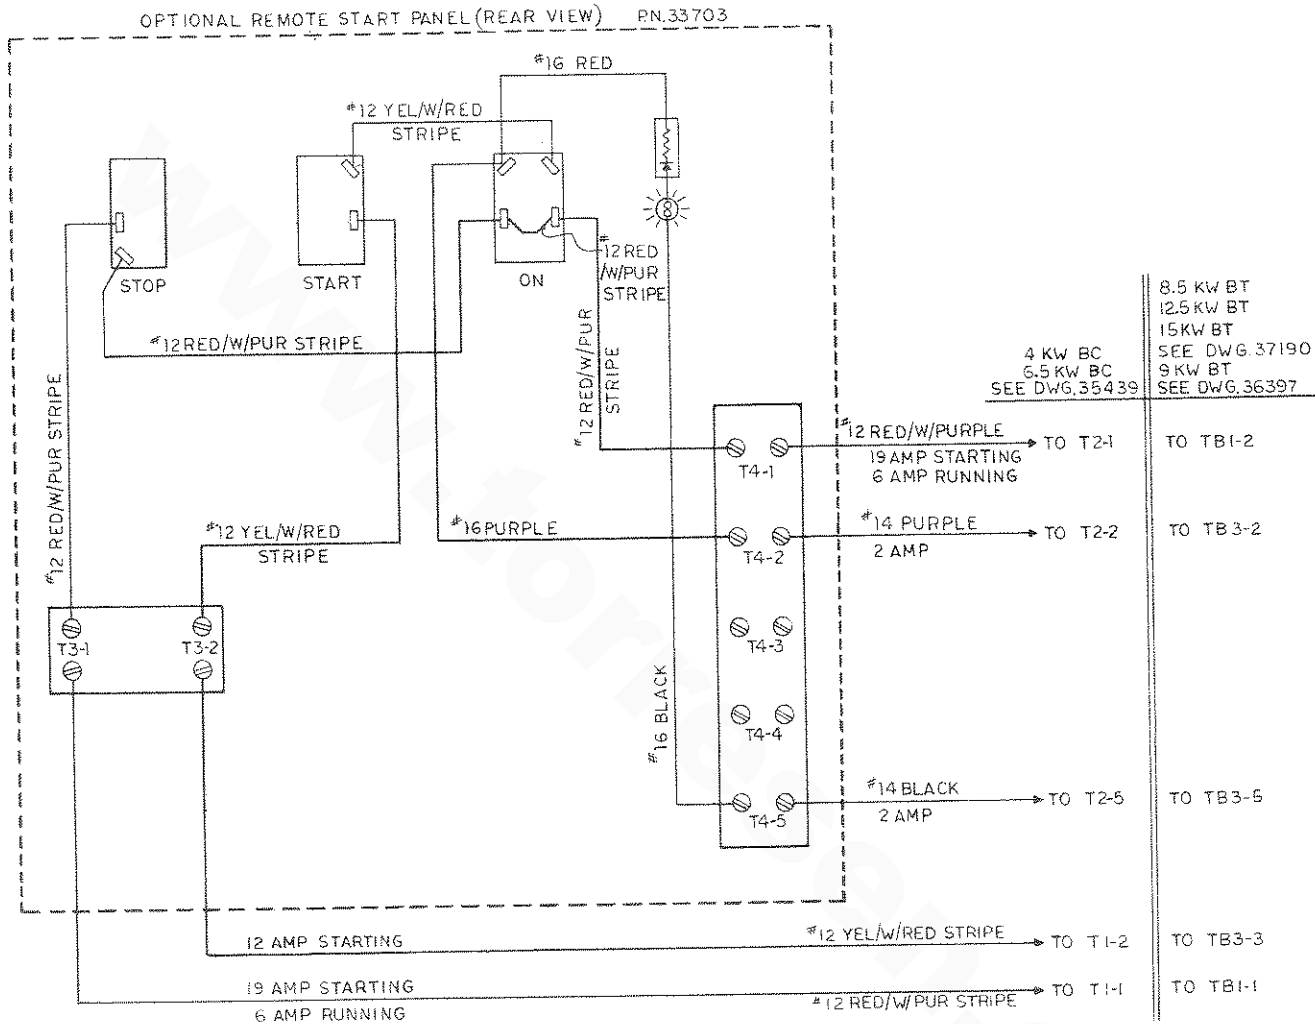 OPTIONAL REMOTE START PANEL (REAR VIEW) P.N. 33703
#16 RED
#12 YEL/W/RED
STRIPE
STOP
START
ON
#12 RED
/W/PUR
STRIPE
#12RED/W/PUR STRIPE
#12 RED/W/PUR
STRIPE
#12 RED/W/PUR STRIPE
8.5 KW BT
12.5 KW BT
15KW BT
SEE DWG. 37190
9 KW BT
SEE DWG. 36397
4 KW BC
6.5 KW BC
SEE DWG. 35439
#12 RED/W/PURPLE
19 AMP STARTING
6 AMP RUNNING
TO T2-1
TO TB1-2
T4-1
#12 YEL/W/RED
STRIPE
#16 PURPLE
T4-2
#14 PURPLE
2 AMP
TO T2-2
TO TB3-2
T3-1
T3-2
T4-3
#16 BLACK
T4-4
T4-5
#14 BLACK
2 AMP
TO T2-5
TO TB3-5
12 AMP STARTING
#12 YEL/W/RED STRIPE
TO T1-2
TO TB3-3
19 AMP STARTING
6 AMP RUNNING
#12 RED/W/PUR STRIPE
TO T1-1
TO TB1-1
www.torresen